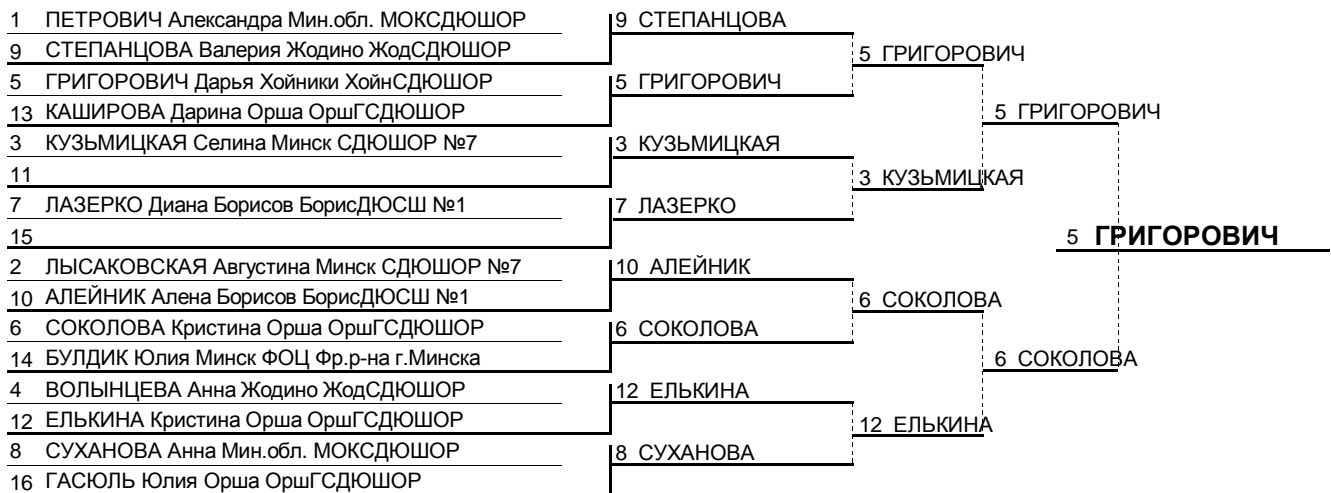 1 ПЕТРОВИЧ Александра Мин.обл. МОКСДЮШОР
9 СТЕПАНЦОВА
9 СТЕПАНЦОВА Валерия Жодино ЖодСДЮШОР
5 ГРИГОРОВИЧ
5 ГРИГОРОВИЧ Дарья Хойники ХойнСДЮШОР
5 ГРИГОРОВИЧ
13 КАШИРОВА Дарина Орша ОршГСДЮШОР
5 ГРИГОРОВИЧ
3 КУЗЬМИЦКАЯ Селина Минск СДЮШОР №7
3 КУЗЬМИЦКАЯ
11
3 КУЗЬМИЦКАЯ
7 ЛАЗЕРКО Диана Борисов БорисДЮСШ №1
7 ЛАЗЕРКО
15
5 ГРИГОРОВИЧ
2 ЛЫСАКОВСКАЯ Августина Минск СДЮШОР №7
10 АЛЕЙНИК
10 АЛЕЙНИК Алена Борисов БорисДЮСШ №1
6 СОКОЛОВА
6 СОКОЛОВА Кристина Орша ОршГСДЮШОР
6 СОКОЛОВА
14 БУЛДИК Юлия Минск ФОЦ Фр.р-на г.Минска
6 СОКОЛОВА
4 ВОЛЫНЦЕВА Анна Жодино ЖодСДЮШОР
12 ЕЛЬКИНА
12 ЕЛЬКИНА Кристина Орша ОршГСДЮШОР
12 ЕЛЬКИНА
8 СУХАНОВА Анна Мин.обл. МОКСДЮШОР
8 СУХАНОВА
16 ГАСЮЛЬ Юлия Орша ОршГСДЮШОР